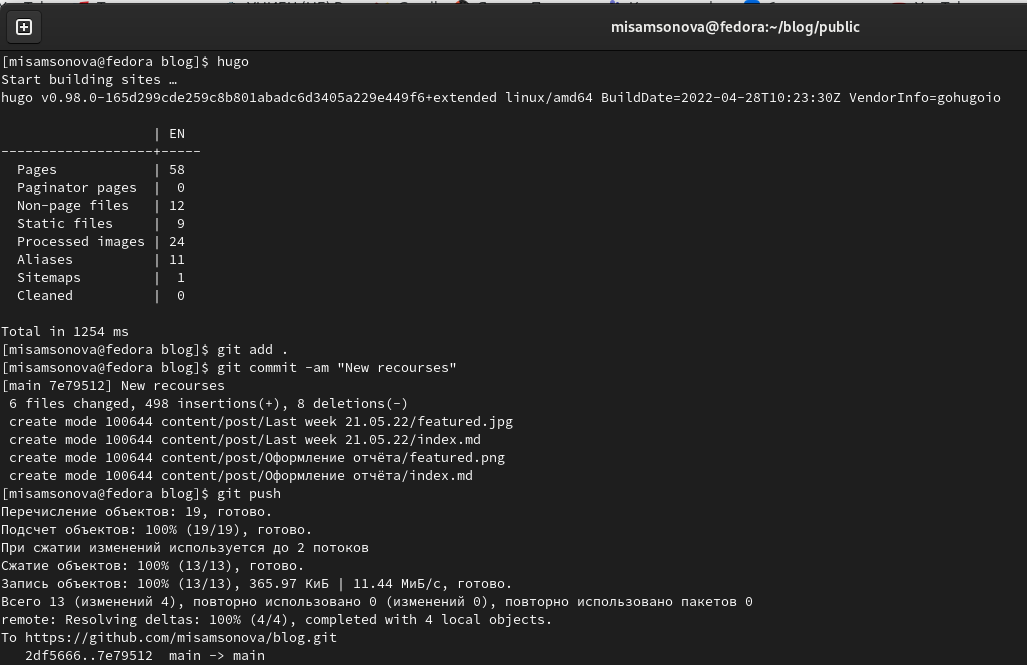 misamsonova@fedora:~/blog/public
[misamsonova@fedora blog]$ hugo
Start building sites …
hugo v0.98.0-165d299cde259c8b801abadc6d3405a229e449f6+extended linux/amd64 BuildDate=2022-04-28T10:23:30Z VendorInfo=gohugoio
                   | EN
-------------------+-----
  Pages            | 58
  Paginator pages  |  0
  Non-page files   | 12
  Static files     |  9
  Processed images | 24
  Aliases          | 11
  Sitemaps         |  1
  Cleaned          |  0
Total in 1254 ms
[misamsonova@fedora blog]$ git add .
[misamsonova@fedora blog]$ git commit -am "New recourses"
[main 7e79512] New recourses
 6 files changed, 498 insertions(+), 8 deletions(-)
 create mode 100644 content/post/Last week 21.05.22/featured.jpg
 create mode 100644 content/post/Last week 21.05.22/index.md
 create mode 100644 content/post/Оформление отчёта/featured.png
 create mode 100644 content/post/Оформление отчёта/index.md
[misamsonova@fedora blog]$ git push
Перечисление объектов: 19, готово.
Подсчет объектов: 100% (19/19), готово.
При сжатии изменений используется до 2 потоков
Сжатие объектов: 100% (13/13), готово.
Запись объектов: 100% (13/13), 365.97 КиБ | 11.44 МиБ/с, готово.
Всего 13 (изменений 4), повторно использовано 0 (изменений 0), повторно использовано пакетов 0
remote: Resolving deltas: 100% (4/4), completed with 4 local objects.
To https://github.com/misamsonova/blog.git
   2df5666..7e79512  main -> main